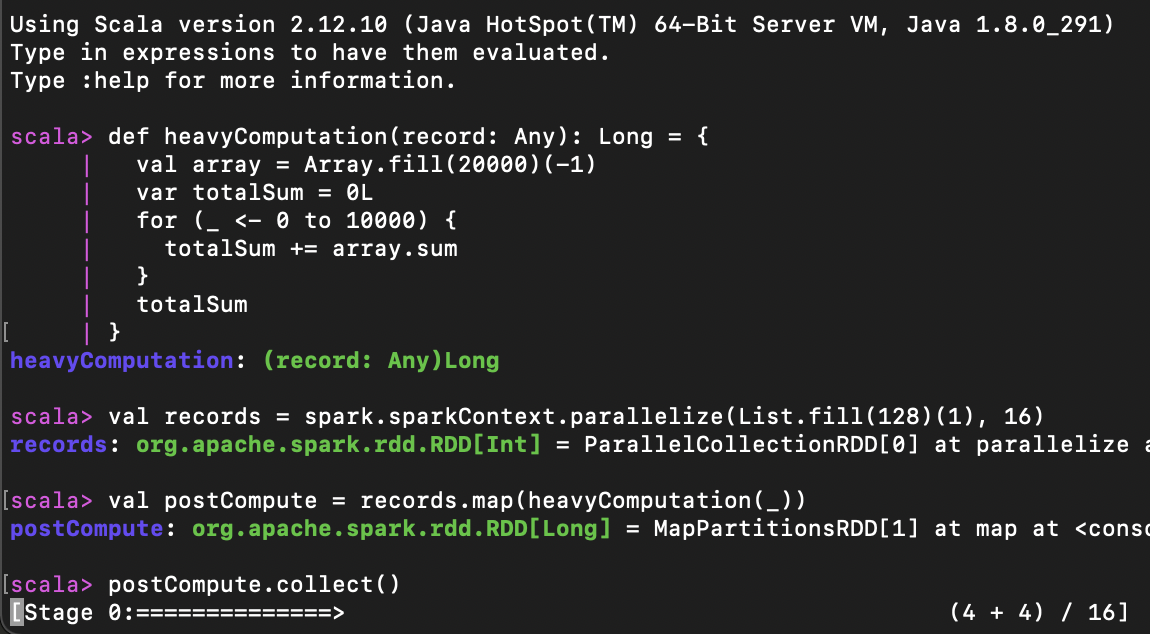 Using Scala version 2.12.10 (Java HotSpot(TM) 64-Bit Server VM, Java 1.8.0_291)
Type in expressions to have them evaluated.
Type :help for more information.
scala> def heavyComputation(record: Any): Long = {
     |   val array = Array.fill(20000)(-1)
     |   var totalSum = 0L
     |   for (_ <- 0 to 10000) {
     |     totalSum += array.sum
     |   }
     |   totalSum
[     | }
heavyComputation: (record: Any)Long
scala> val records = spark.sparkContext.parallelize(List.fill(128)(1), 16)
records: org.apache.spark.rdd.RDD[Int] = ParallelCollectionRDD[0] at parallelize
[scala> val postCompute = records.map(heavyComputation(_))
postCompute: org.apache.spark.rdd.RDD[Long] = MapPartitionsRDD[1] at map at
[scala> postCompute.collect()
[Stage 0:==============>                                           (4 + 4) / 16]